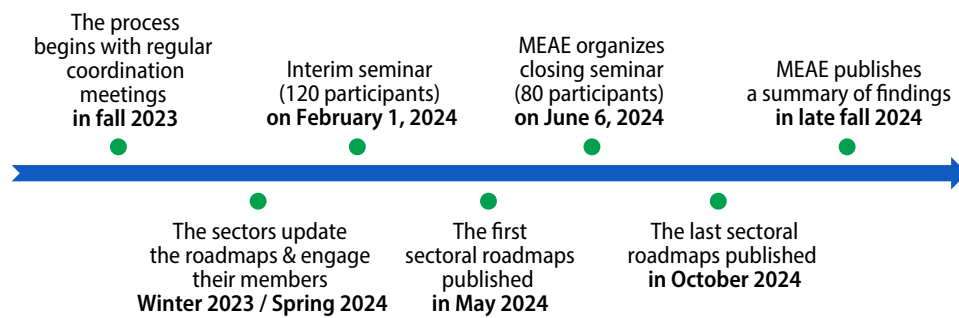 The process
begins with regular
coordination
meetings
in fall 2023
Interim seminar
(120 participants)
on February 1, 2024
MEAE organizes
closing seminar
(80 participants)
on June 6, 2024
MEAE publishes
a summary of findings
in late fall 2024
The sectors update
the roadmaps & engage
their members
Winter 2023 / Spring 2024
The first
sectoral roadmaps
published
in May 2024
The last sectoral
roadmaps published
in October 2024